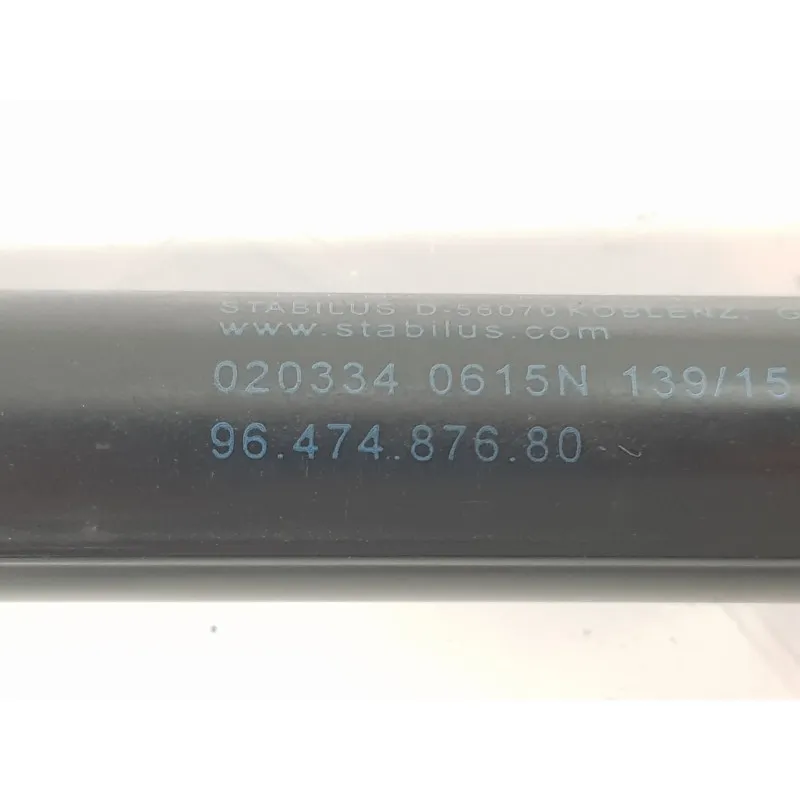 STABILUS D-56070 KOBLENZ. G
www.stabilus.com
020334 0615N 139/15
96.474.876.80